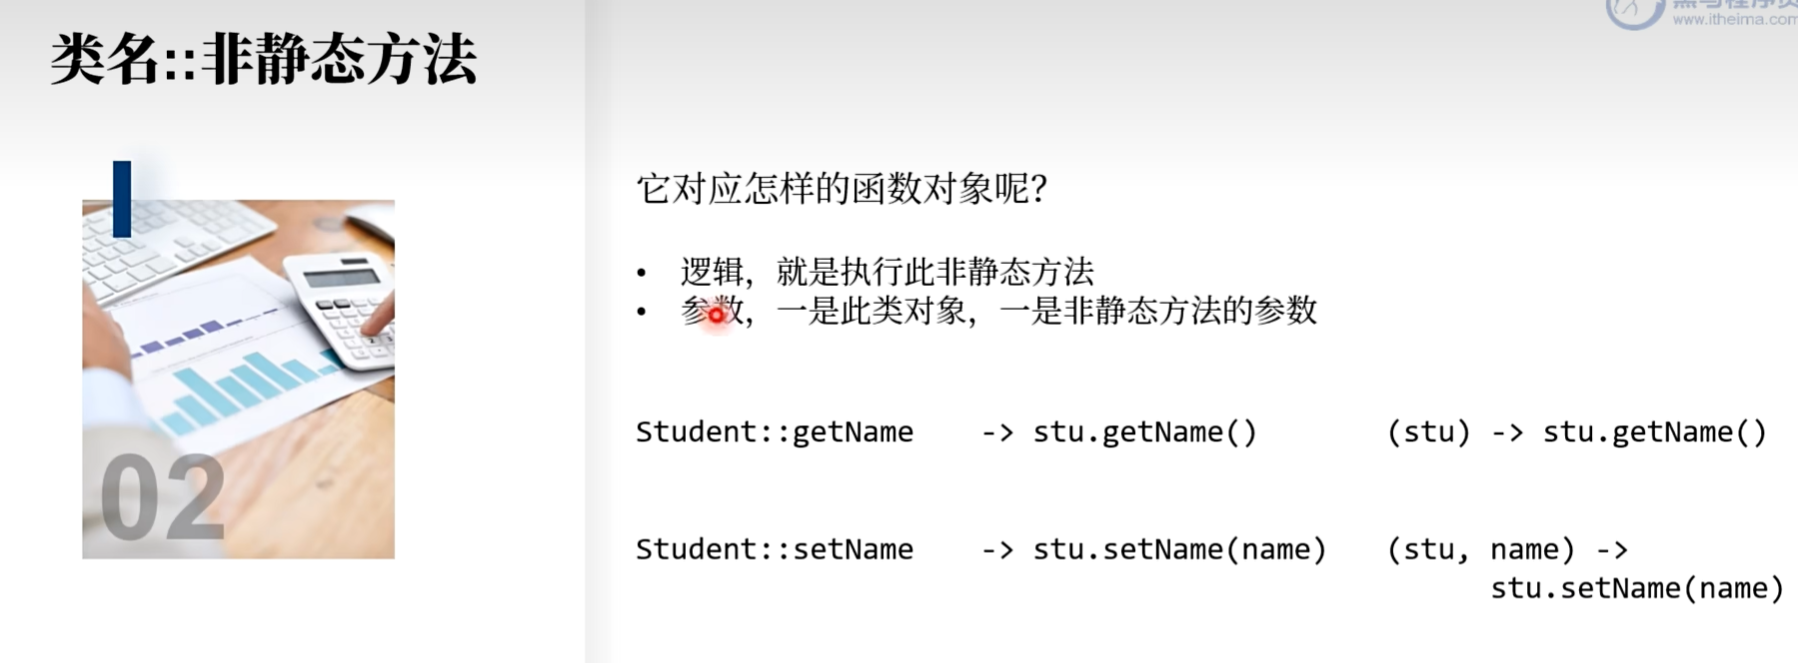 类名::非静态方法
www.itheima.com
它对应怎样的函数对象呢?
• 逻辑，就是执行此非静态方法
• 参数，一是此类对象，一是非静态方法的参数
Student::getName -> stu.getName() (stu) -> stu.getName()
Student::setName -> stu.setName(name) (stu, name) ->
stu.setName(name)
02